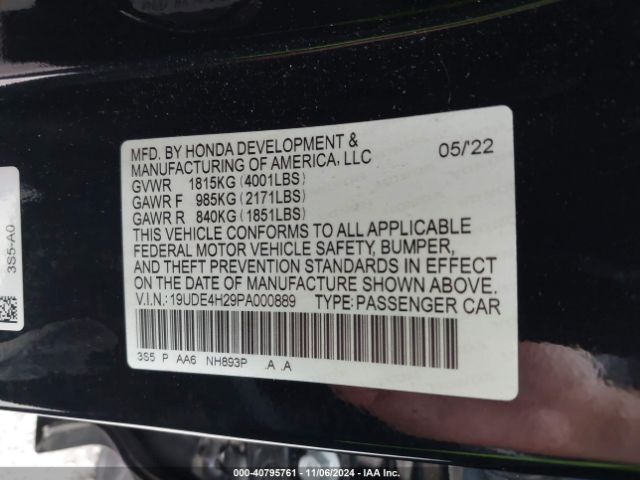 MFD. BY HONDA DEVELOPMENT &
MANUFACTURING OF AMERICA, LLC 05/'22
GVWR 1815KG (4001LBS)
GAWR F 985KG (2171LBS)
GAWR R 840KG (1851LBS)
THIS VEHICLE CONFORMS TO ALL APPLICABLE
FEDERAL MOTOR VEHICLE SAFETY, BUMPER,
AND THEFT PREVENTION STANDARDS IN EFFECT
ON THE DATE OF MANUFACTURE SHOWN ABOVE.
V.I.N.: 19UDE4H29PA000889 TYPE: PASSENGER CAR
3S5 P AA6 NH893P .A .A
3S5-A0
000-40795761 - 11/06/2024 - IAA Inc.